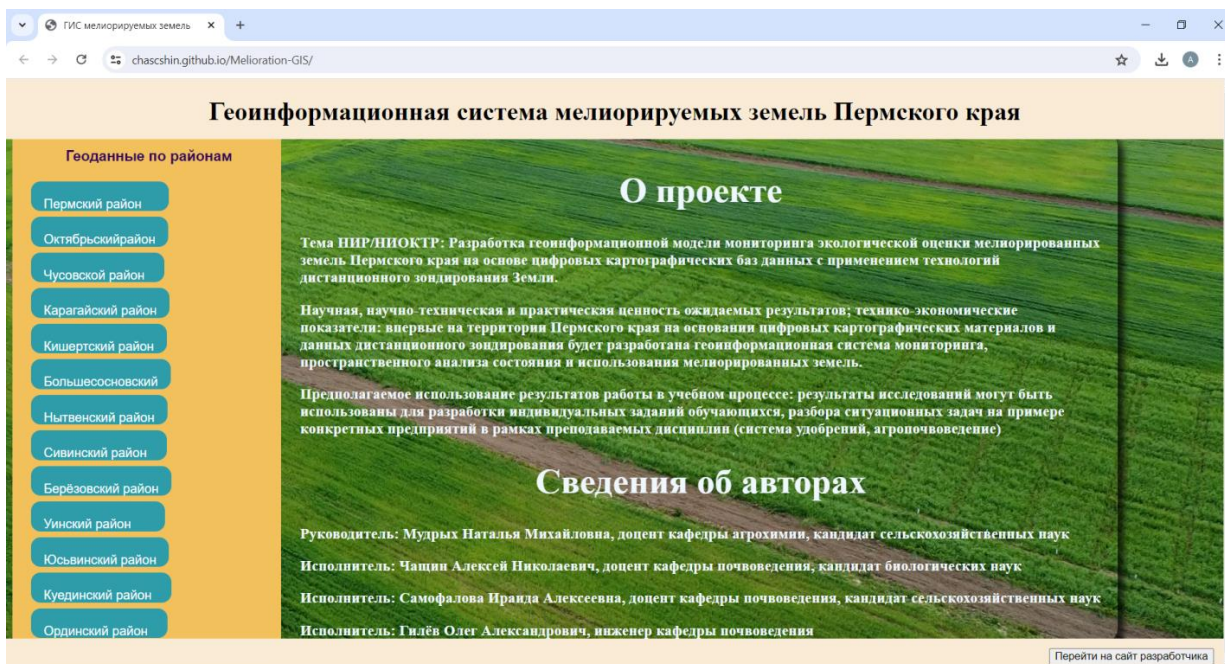 ГИС мелиорируемых земель
chascshin.github.io/Melioration-GIS/
A
Геоинформационная система мелиорируемых земель Пермского края
Геоданные по районам
Пермский район
Октябрьскийрайон
Чусовской район
Карагайский район
Кишертский район
Большесосновский
Нытвенский район
Сивинский район
Берёзовский район
Уинский район
Юсьвинский район
Куединский район
Ординский район
О проекте
Тема НИР/НИОКТР: Разработка геоинформационной модели мониторинга экологической оценки мелиорированных
земель Пермского края на основе цифровых картографических баз данных с применением технологий
дистанционного зондирования Земли.
Научная, научно-техническая и практическая ценность ожидаемых результатов; технико-экономические
показатели: впервые на территории Пермского края на основании цифровых картографических материалов и
данных дистанционного зондирования будет разработана геоинформационная система мониторинга,
пространственного анализа состояния и использования мелиорированных земель.
Предполагаемое использование результатов работы в учебном процессе: результаты исследований могут быть
использованы для разработки индивидуальных заданий обучающихся, разбора ситуационных задач на примере
конкретных предприятий в рамках преподаваемых дисциплин (система удобрений, агропочвоведение)
Сведения об авторах
Руководитель: Мудрых Наталья Михайловна, доцент кафедры агрохимии, кандидат сельскохозяйственных наук
Исполнитель: Чащин Алексей Николаевич, доцент кафедры почвоведения, кандидат биологических наук
Исполнитель: Самофалова Ираида Алексеевна, доцент кафедры почвоведения, кандидат сельскохозяйственных наук
Исполнитель: Гилёв Олег Александрович, инженер кафедры почвоведения
Перейти на сайт разработчика